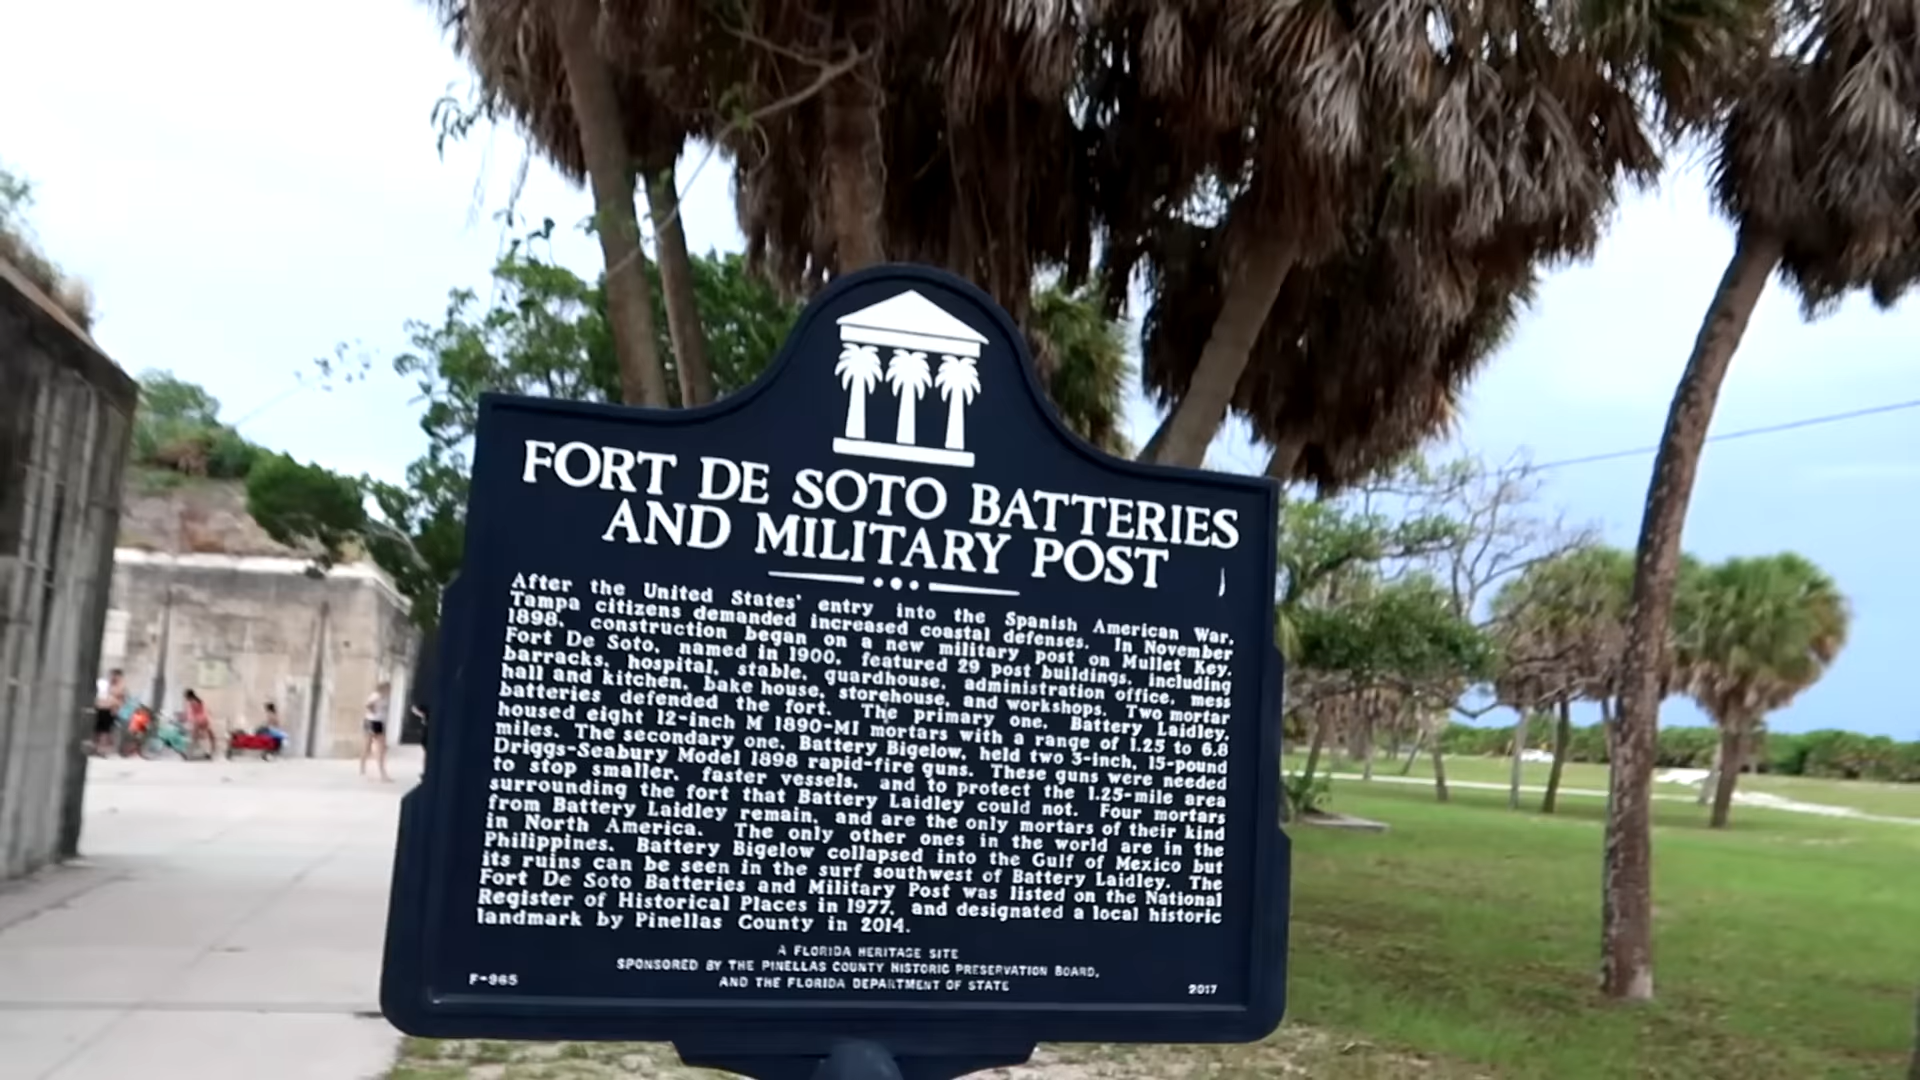 FORT DE SOTO BATTERIES
AND MILITARY POST
After the United States' entry into the Spanish American War,
Tampa citizens demanded increased coastal defenses. In November
1898, construction began on a new military post on Mullet Key.
Fort De Soto, named in 1900, featured 29 post buildings, including
barracks, hospital, stable, guardhouse, administration office, mess
hall and kitchen, bake house, storehouse, and workshops. Two mortar
batteries defended the fort. The primary one, Battery Laidley,
housed eight 12-inch M 1890-MI mortars with a range of 1.25 to 6.8
miles. The secondary one, Battery Bigelow, held two 3-inch, 15-pound
Driggs-Seabury Model 1898 rapid-fire guns. These guns were needed
to stop smaller, faster vessels, and to protect the 1.25-mile area
surrounding the fort that Battery Laidley could not. Four mortars
from Battery Laidley remain, and are the only mortars of their kind
in North America. The only other ones in the world are in the
Philippines. Battery Bigelow collapsed into the Gulf of Mexico but
its ruins can be seen in the surf southwest of Battery Laidley. The
Fort De Soto Batteries and Military Post was listed on the National
Register of Historical Places in 1977, and designated a local historic
landmark by Pinellas County in 2014.
A FLORIDA HERITAGE SITE
SPONSORED BY THE PINELLAS COUNTY HISTORIC PRESERVATION BOARD,
AND THE FLORIDA DEPARTMENT OF STATE
F-965
2017